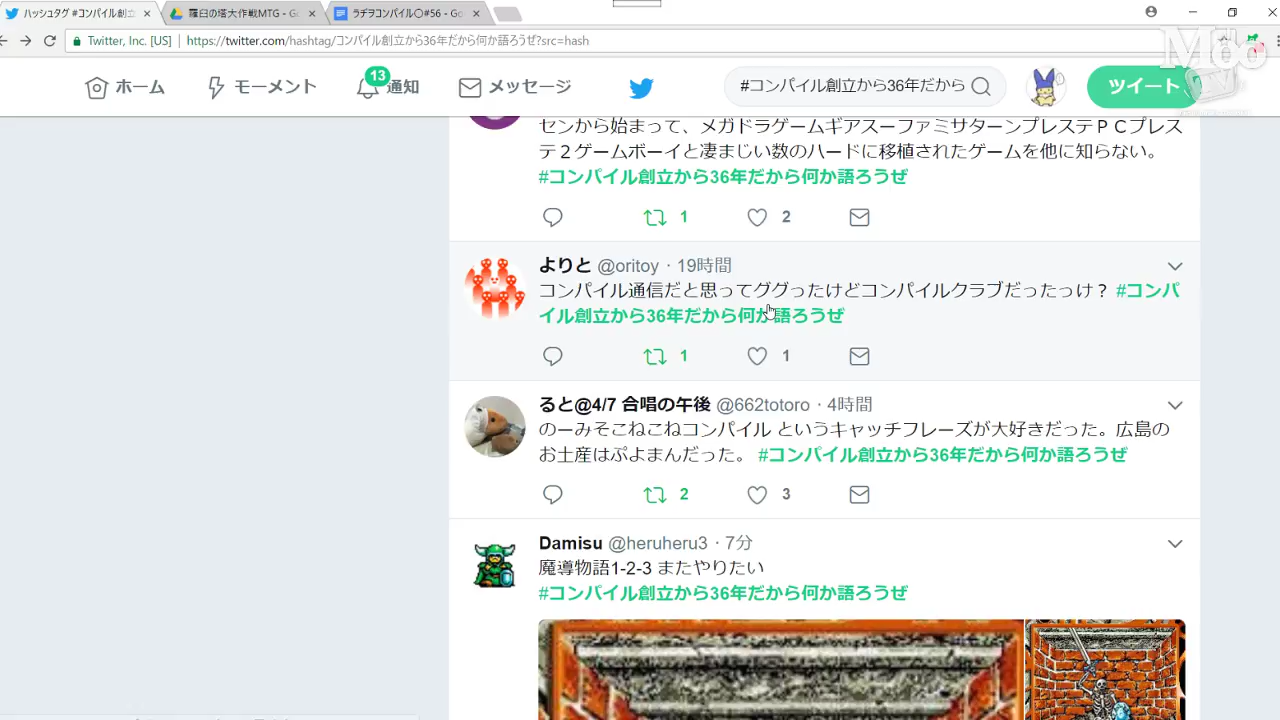 ハッシュタグ #コンパイル創立
羅臼の塔大作戦MTG - Go
ラヂヲコンパイル〇#56 - Go
Twitter, Inc. [US] | https://twitter.com/hashtag/コンパイル創立から36年だから何か語ろうぜ?src=hash
Möo
ホーム
モーメント
13
通知
メッセージ
#コンパイル創立から36年だから
ツイート
センから始まって、メガドラゲームギアスーファミサターンプレステＰＣプレス
テ２ゲームボーイと凄まじい数のハードに移植されたゲームを他に知らない。
#コンパイル創立から36年だから何か語ろうぜ
1 2
よりと @oritoy · 19時間
コンパイル通信だと思ってググったけどコンパイルクラブだったっけ？ #コンパ
イル創立から36年だから何か語ろうぜ
1 1
ると@4/7 合唱の午後 @662totoro · 4時間
のーみそこねこねコンパイル というキャッチフレーズが大好きだった。広島の
お土産はぷよまんだった。 #コンパイル創立から36年だから何か語ろうぜ
2 3
Damisu @heruheru3 · 7分
魔導物語1-2-3 またやりたい
#コンパイル創立から36年だから何か語ろうぜ